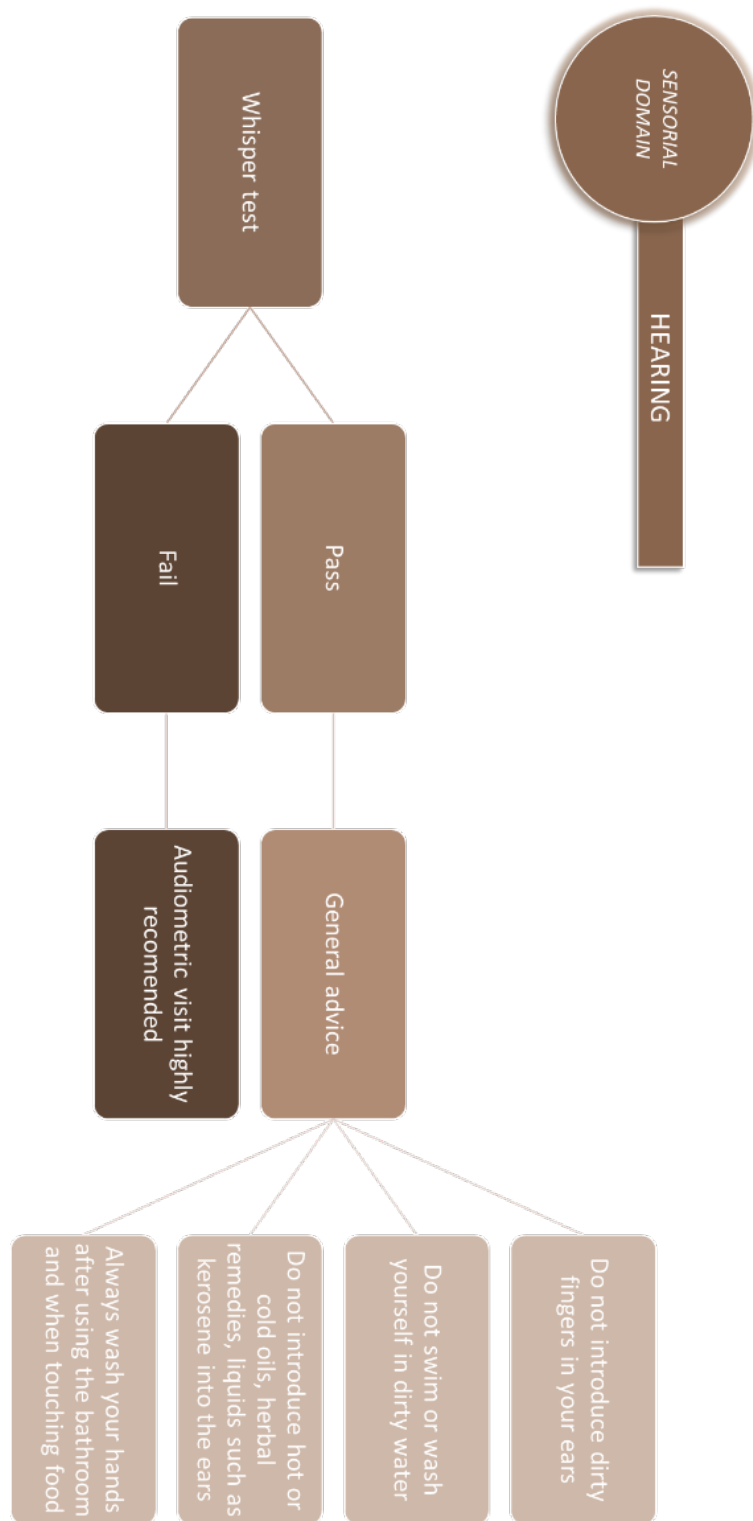 SENSORIAL
DOMAIN
HEARING
Whisper test
Pass
Fail
General advice
Audiometric visit highly
recomended
Do not introduce dirty
fingers in your ears
Do not swim or wash
yourself in dirty water
Do not introduce hot or
cold oils, herbal
remedies, liquids such as
kerosene into the ears
Always wash your hands
after using the bathroom
and when touching food